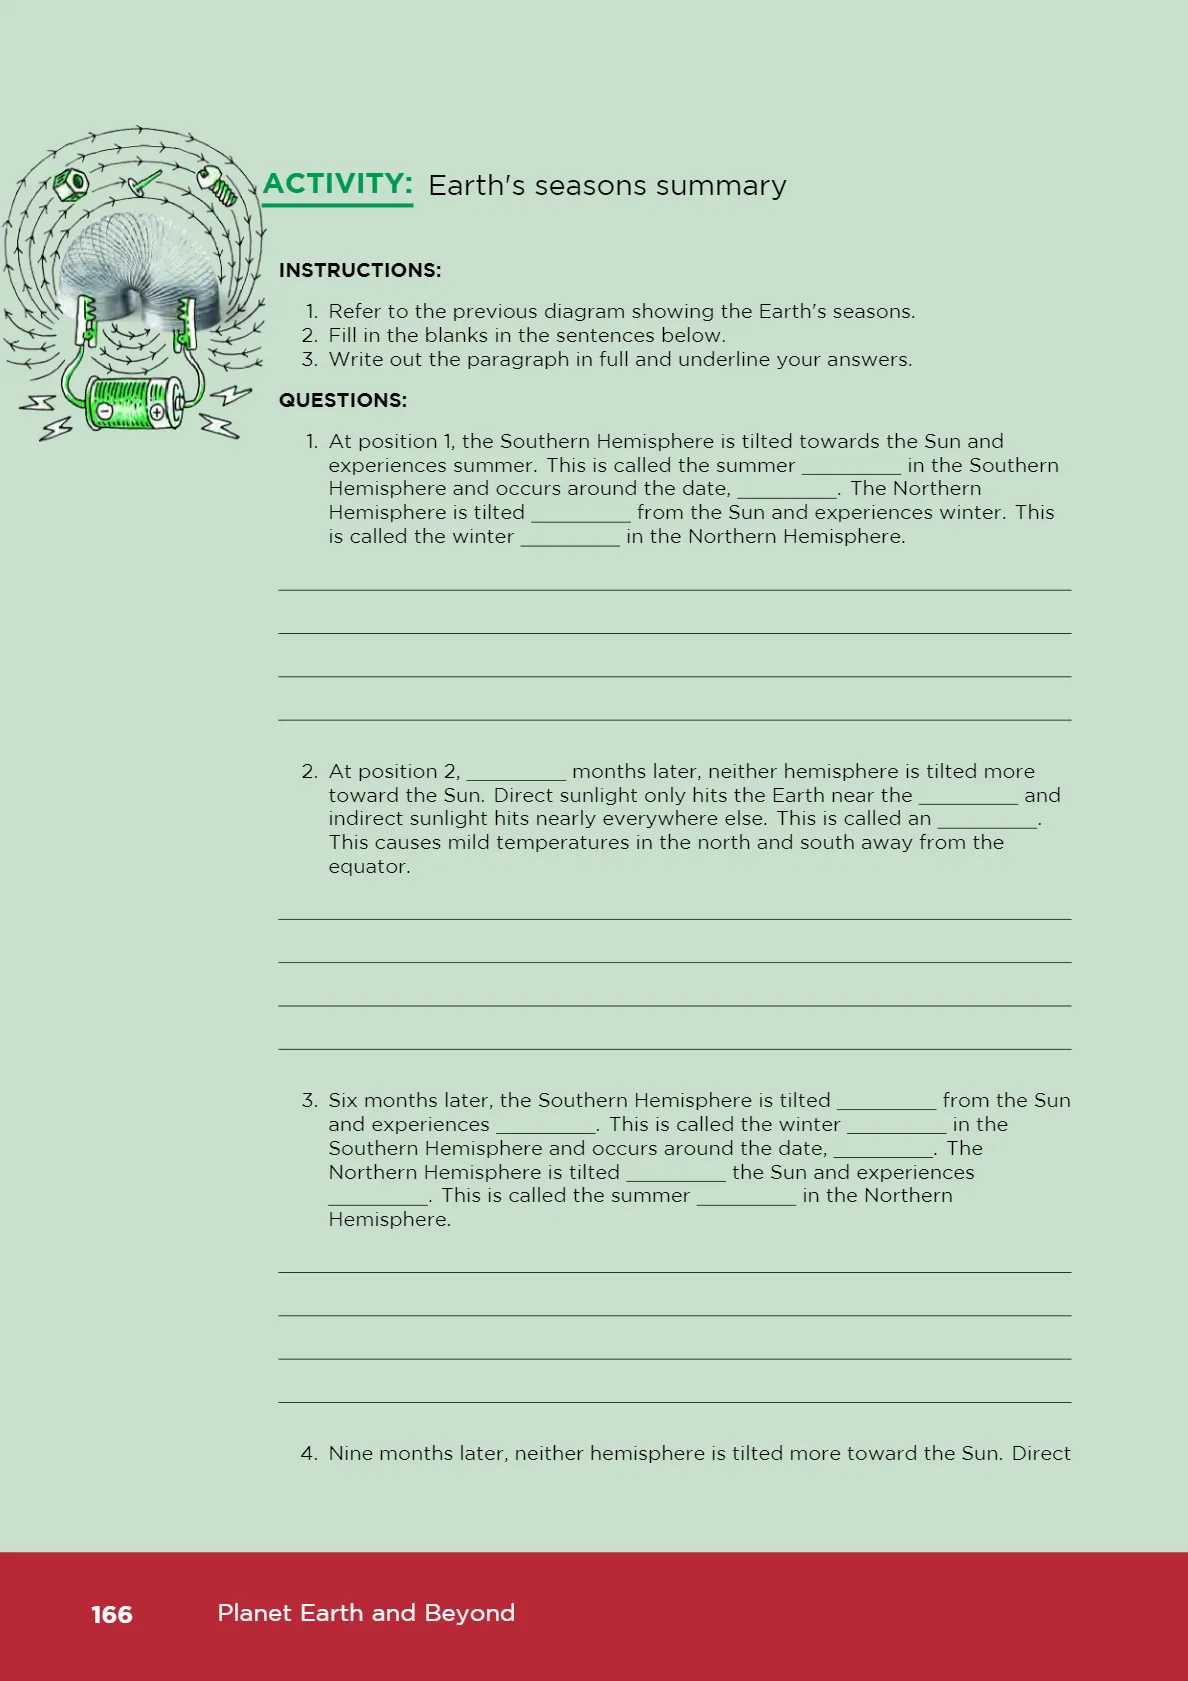 ACTIVITY: Earth's seasons summary
INSTRUCTIONS:
1. Refer to the previous diagram showing the Earth's seasons.
2. Fill in the blanks in the sentences below.
3. Write out the paragraph in full and underline your answers.
QUESTIONS:
1. At position 1, the Southern Hemisphere is tilted towards the Sun and
experiences summer. This is called the summer _________ in the Southern
Hemisphere and occurs around the date, _________. The Northern
Hemisphere is tilted _________ from the Sun and experiences winter. This
is called the winter _________ in the Northern Hemisphere.
2. At position 2, _________ months later, neither hemisphere is tilted more
toward the Sun. Direct sunlight only hits the Earth near the _________ and
indirect sunlight hits nearly everywhere else. This is called an _________.
This causes mild temperatures in the north and south away from the
equator.
3. Six months later, the Southern Hemisphere is tilted _________ from the Sun
and experiences _________. This is called the winter _________ in the
Southern Hemisphere and occurs around the date, _________. The
Northern Hemisphere is tilted _________ the Sun and experiences
_________. This is called the summer _________ in the Northern
Hemisphere.
4. Nine months later, neither hemisphere is tilted more toward the Sun. Direct
166 Planet Earth and Beyond